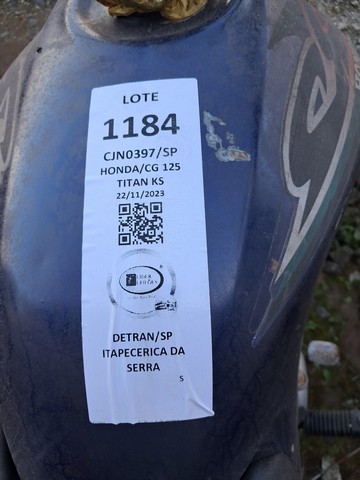 LOTE
1184
CJN0397/SP
HONDA/CG 125
TITAN KS
22/11/2023
DETRAN/SP
ITAPECERICA DA
SERRA
S